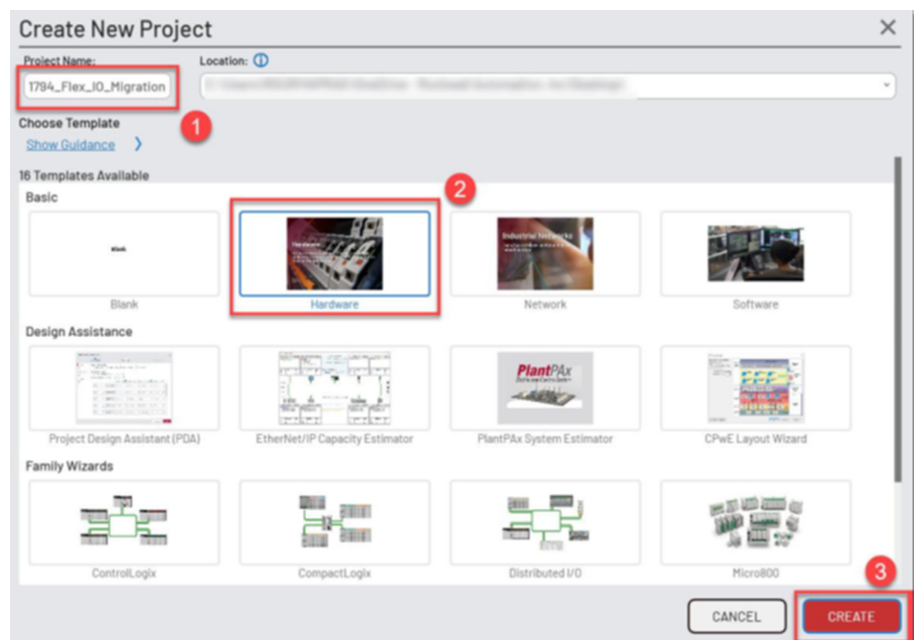 Create New Project
Project Name:
Location:
1794_Flex_IO_Migration
1
Choose Template
Show Guidance
16 Templates Available
2
Basic
Blank
Hardware
Industrial Networks
Blank
Hardware
Network
Software
Design Assistance
PlantPAx
Project Design Assistant (PDA)
EtherNet/IP Capacity Estimator
PlantPAx System Estimator
CPwE Layout Wizard
Family Wizards
ControlLogix
CompactLogix
Distributed I/O
Micro800
3
CANCEL
CREATE